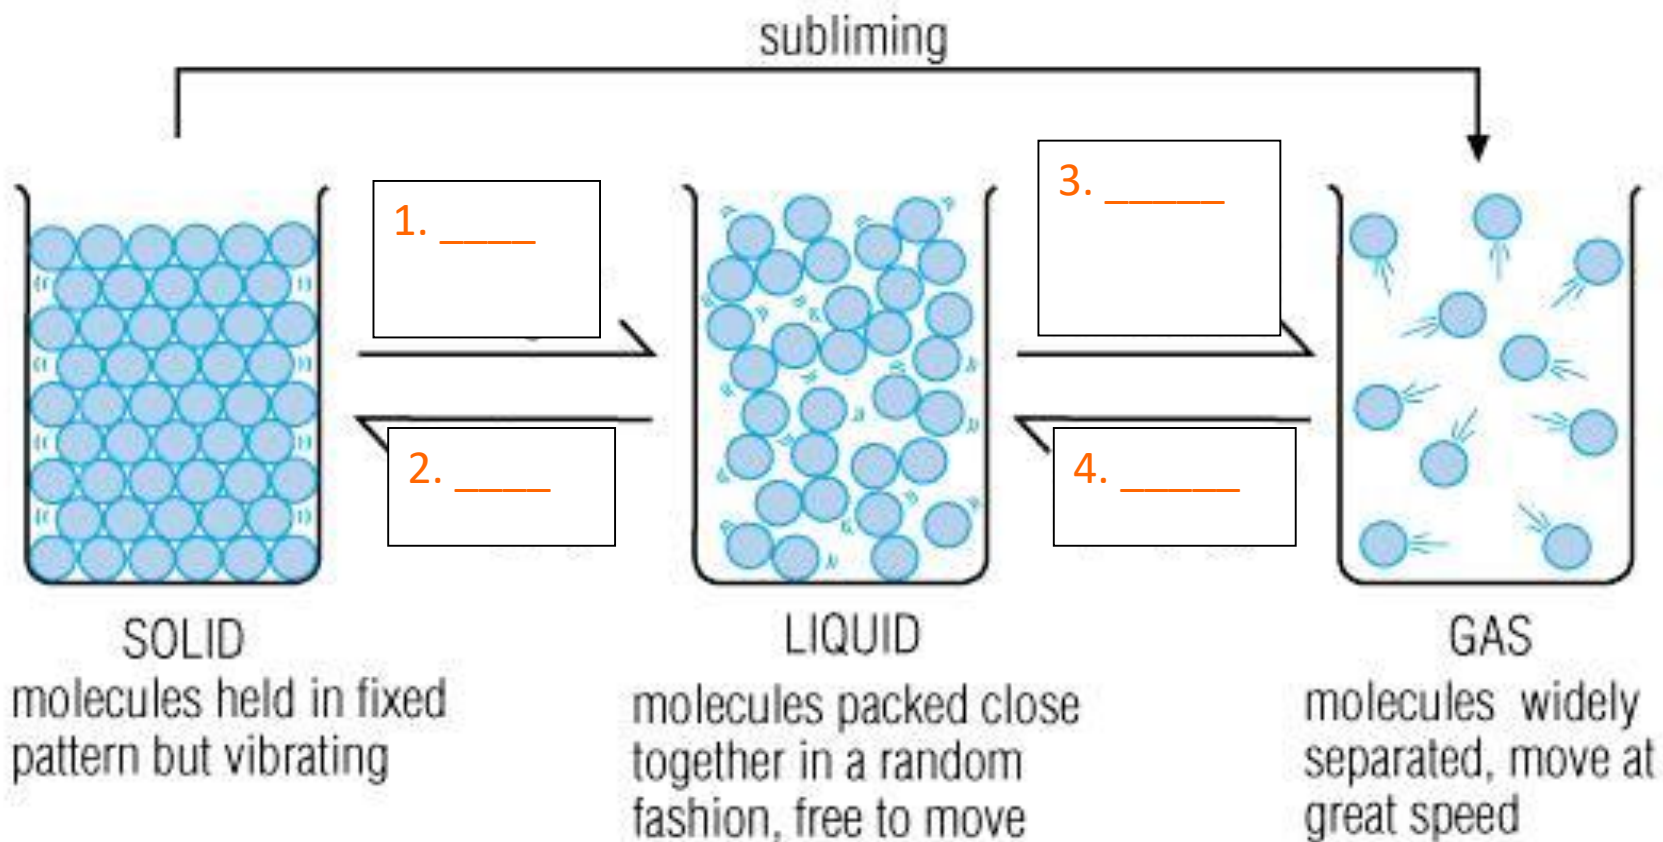 subliming
1. ____
3. _____
2. ____
4. _____
SOLID
molecules held in fixed
pattern but vibrating
LIQUID
molecules packed close
together in a random
fashion, free to move
GAS
molecules widely
separated, move at
great speed